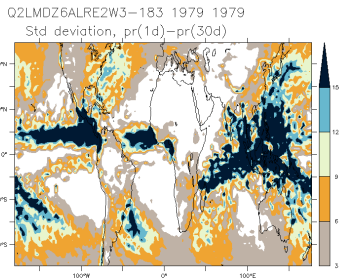 Q2LMDZ6ALRE2W3-183 1979 1979
Std deviation, pr(1d)-pr(30d)
15
12
9
6
3
0°
100°W
0°
100°E